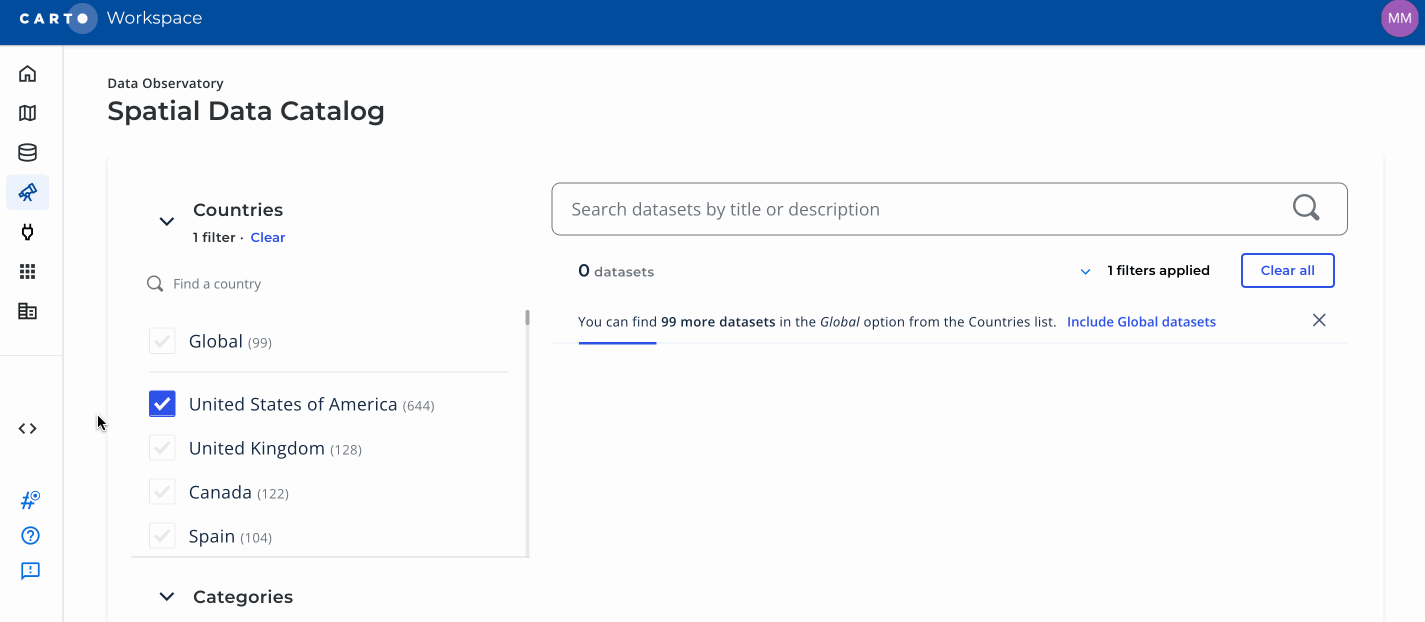 CARTO Workspace
MM
Data Observatory
Spatial Data Catalog
Countries
1 filter · Clear
Find a country
Global (99)
United States of America (644)
United Kingdom (128)
Canada (122)
Spain (104)
Categories
Search datasets by title or description
0 datasets
1 filters applied
Clear all
You can find 99 more datasets in the Global option from the Countries list. Include Global datasets